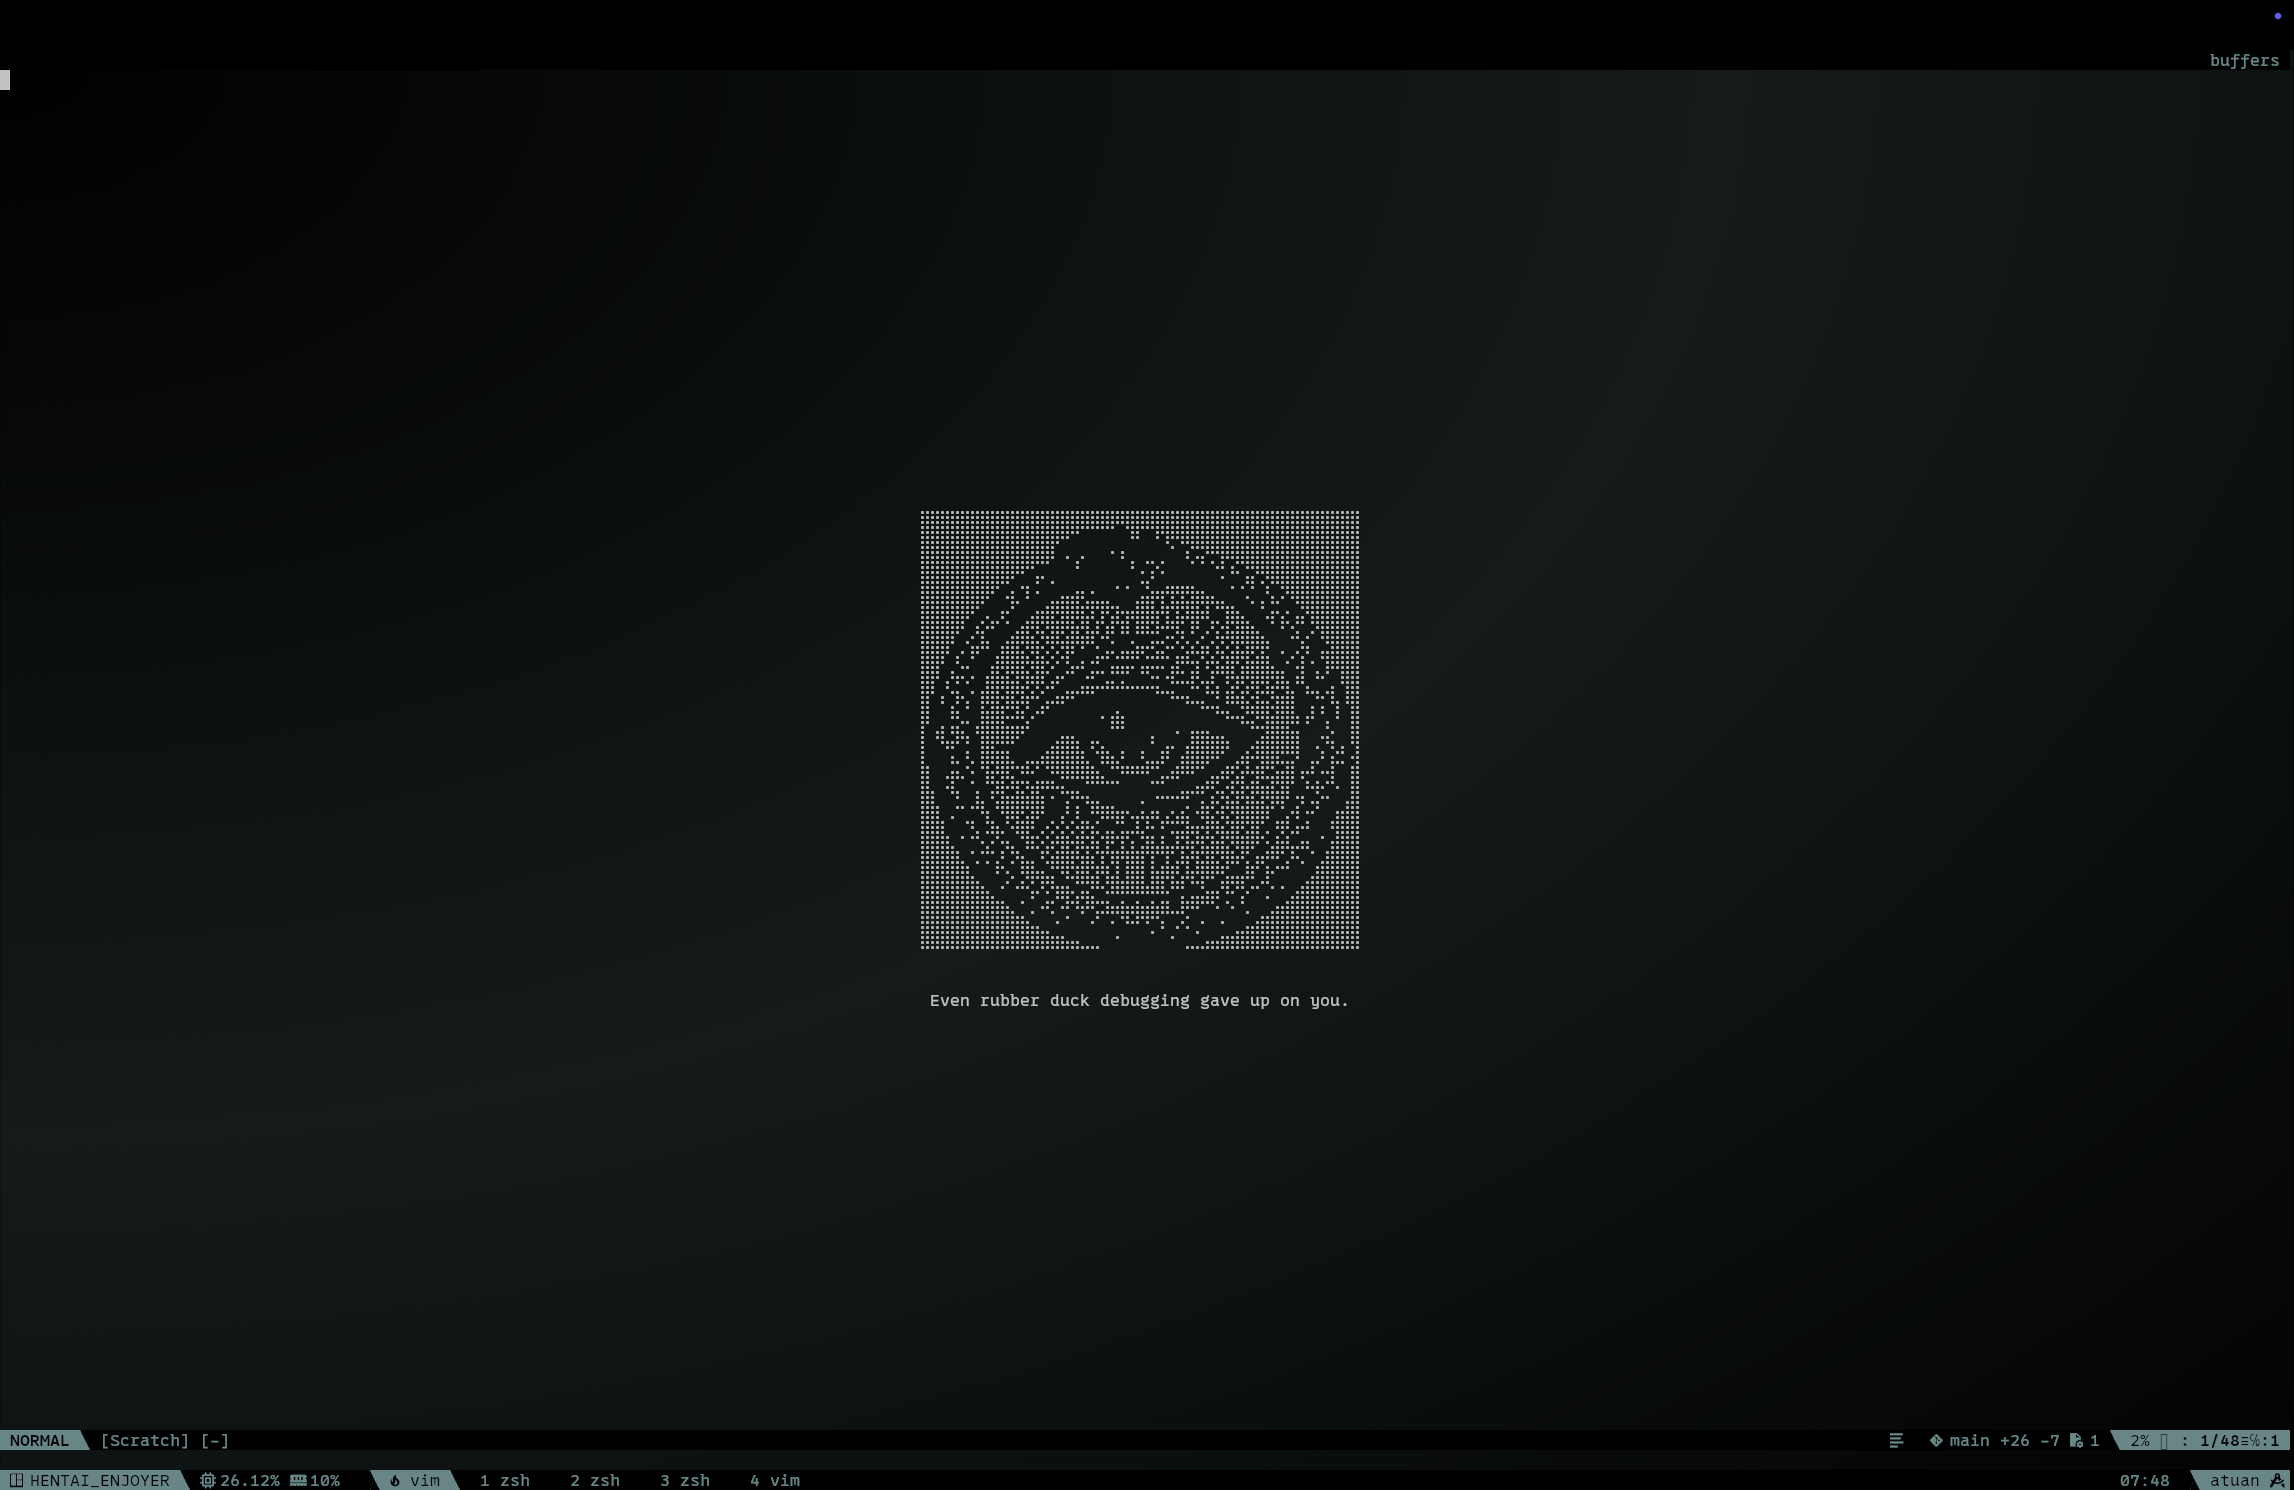 buffers
Even rubber duck debugging gave up on you.
NORMAL [Scratch] [-] main +26 -7 1 2% : 1/48≡℅:1
HENTAI_ENJOYER 26.12% 10% vim 1 zsh 2 zsh 3 zsh 4 vim 07:48 atuan